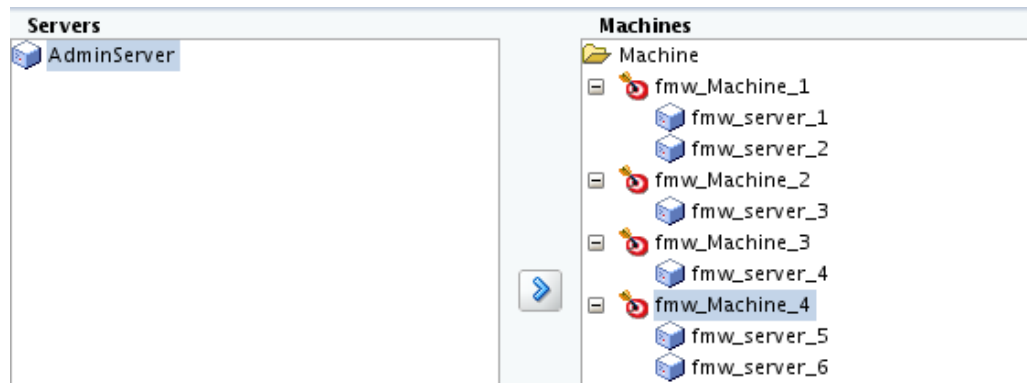 Servers
AdminServer
Machines
Machine
fmw_Machine_1
fmw_server_1
fmw_server_2
fmw_Machine_2
fmw_server_3
fmw_Machine_3
fmw_server_4
fmw_Machine_4
fmw_server_5
fmw_server_6